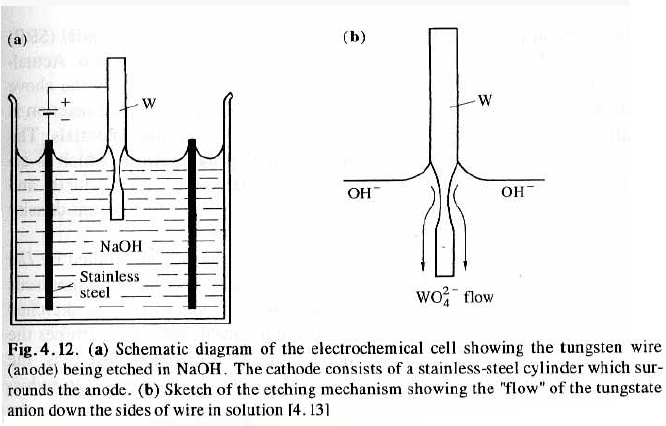 (a)
(b)
+
−
W
W
OH⁻
OH⁻
NaOH
Stainless
steel
WO₄²⁻ flow
Fig. 4.12. (a) Schematic diagram of the electrochemical cell showing the tungsten wire
(anode) being etched in NaOH. The cathode consists of a stainless-steel cylinder which sur-
rounds the anode. (b) Sketch of the etching mechanism showing the "flow" of the tungstate
anion down the sides of wire in solution [4.13]